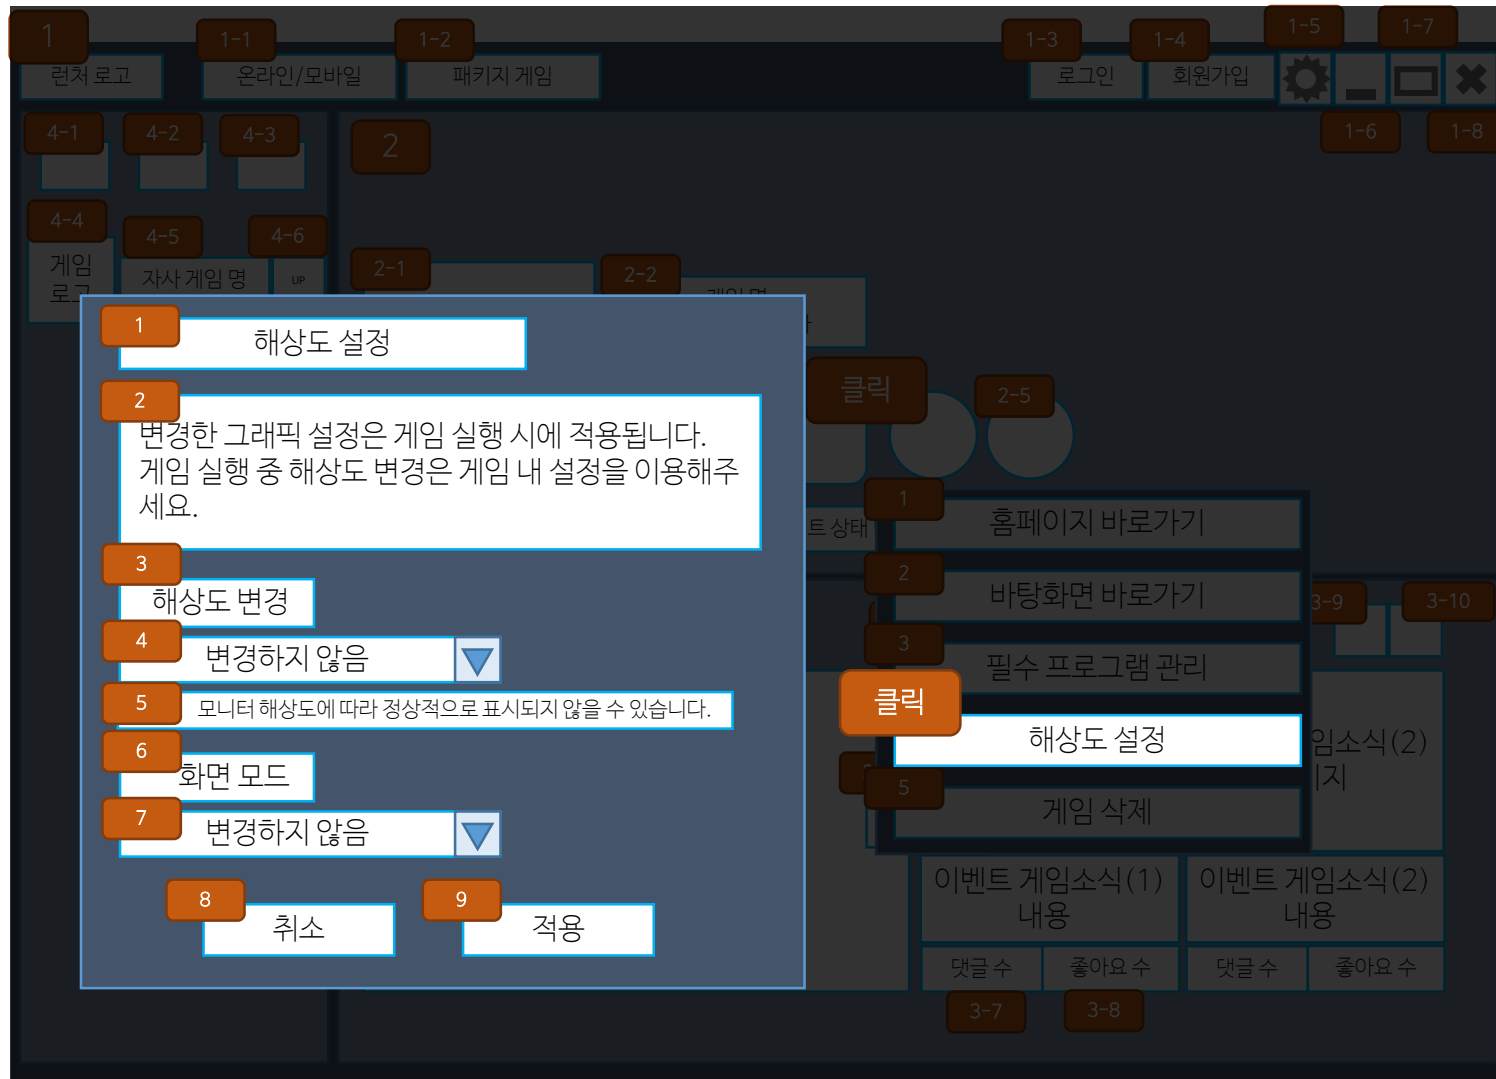 1
1-1
1-2
1-3
1-4
1-5
1-7
런처 로고
온라인/모바일
패키지 게임
로그인
회원가입
1-6
1-8
4-1
4-2
4-3
2
4-4
4-5
4-6
게임
로고
자사 게임 명
UP
2-1
2-2
1
해상도 설정
2
변경한 그래픽 설정은 게임 실행 시에 적용됩니다.
게임 실행 중 해상도 변경은 게임 내 설정을 이용해주
세요.
3
해상도 변경
4
변경하지 않음
5
모니터 해상도에 따라 정상적으로 표시되지 않을 수 있습니다.
6
화면 모드
7
변경하지 않음
8
취소
9
적용
클릭
2-5
트 상태
1
홈페이지 바로가기
2
바탕화면 바로가기
3
필수 프로그램 관리
클릭
해상도 설정
5
게임 삭제
3-9
3-10
임소식(2)
지
이벤트 게임소식(1)
내용
이벤트 게임소식(2)
내용
댓글 수
좋아요 수
댓글 수
좋아요 수
3-7
3-8